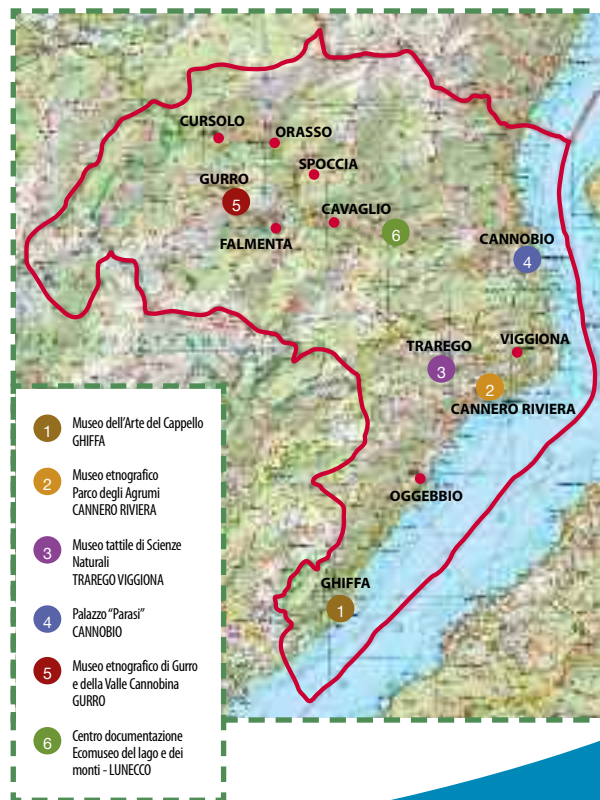 CURSOLO
ORASSO
SPOCCIA
GURRO
5
CAVAGLIO
6
FALMENTA
CANNOBIO
4
TRAREGO
3
VIGGIONA
2
CANNERO RIVIERA
OGGEBBIO
GHIFFA
1
1 Museo dell'Arte del Cappello
GHIFFA
2 Museo etnografico
Parco degli Agrumi
CANNERO RIVIERA
3 Museo tattile di Scienze
Naturali
TRAREGO VIGGIONA
4 Palazzo "Parasi"
CANNOBIO
5 Museo etnografico di Gurro
e della Valle Cannobina
GURRO
6 Centro documentazione
Ecomuseo del lago e dei
monti - LUNECCO